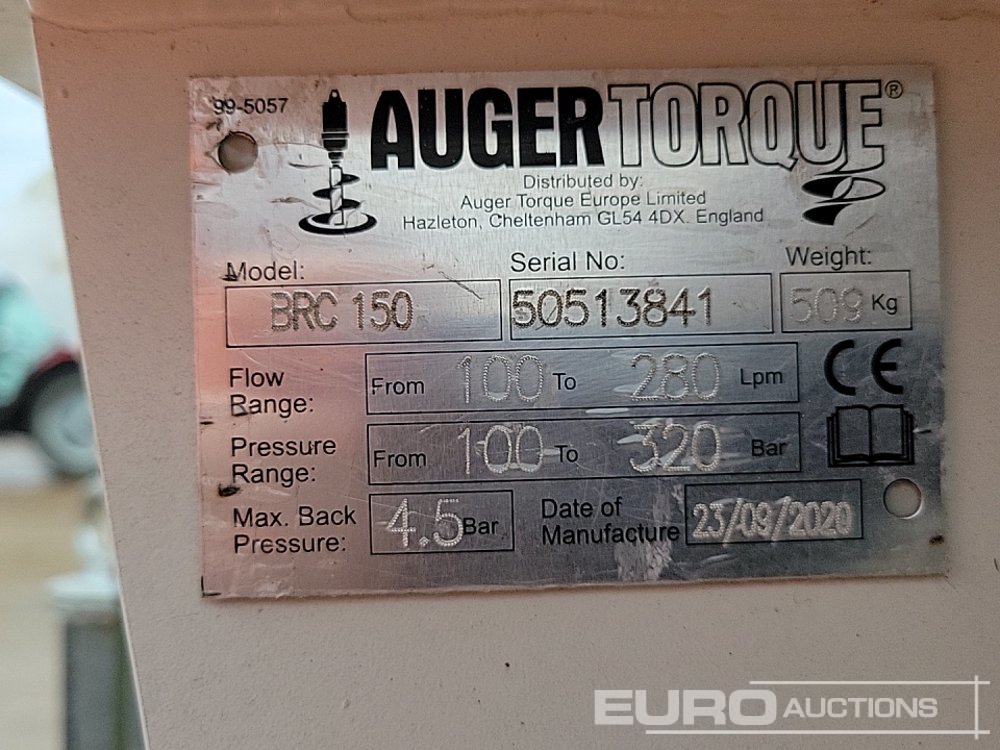 99-5057
AUGERTORQUE®
Distributed by:
Auger Torque Europe Limited
Hazleton, Cheltenham GL54 4DX. England
Model: BRC 150
Serial No: 50513841
Weight: 509 Kg
Flow Range: From 100 To 280 Lpm
CE
Pressure Range: From 100 To 320 Bar
Max. Back Pressure: 4.5 Bar
Date of Manufacture 23/09/2020
EURO AUCTIONS